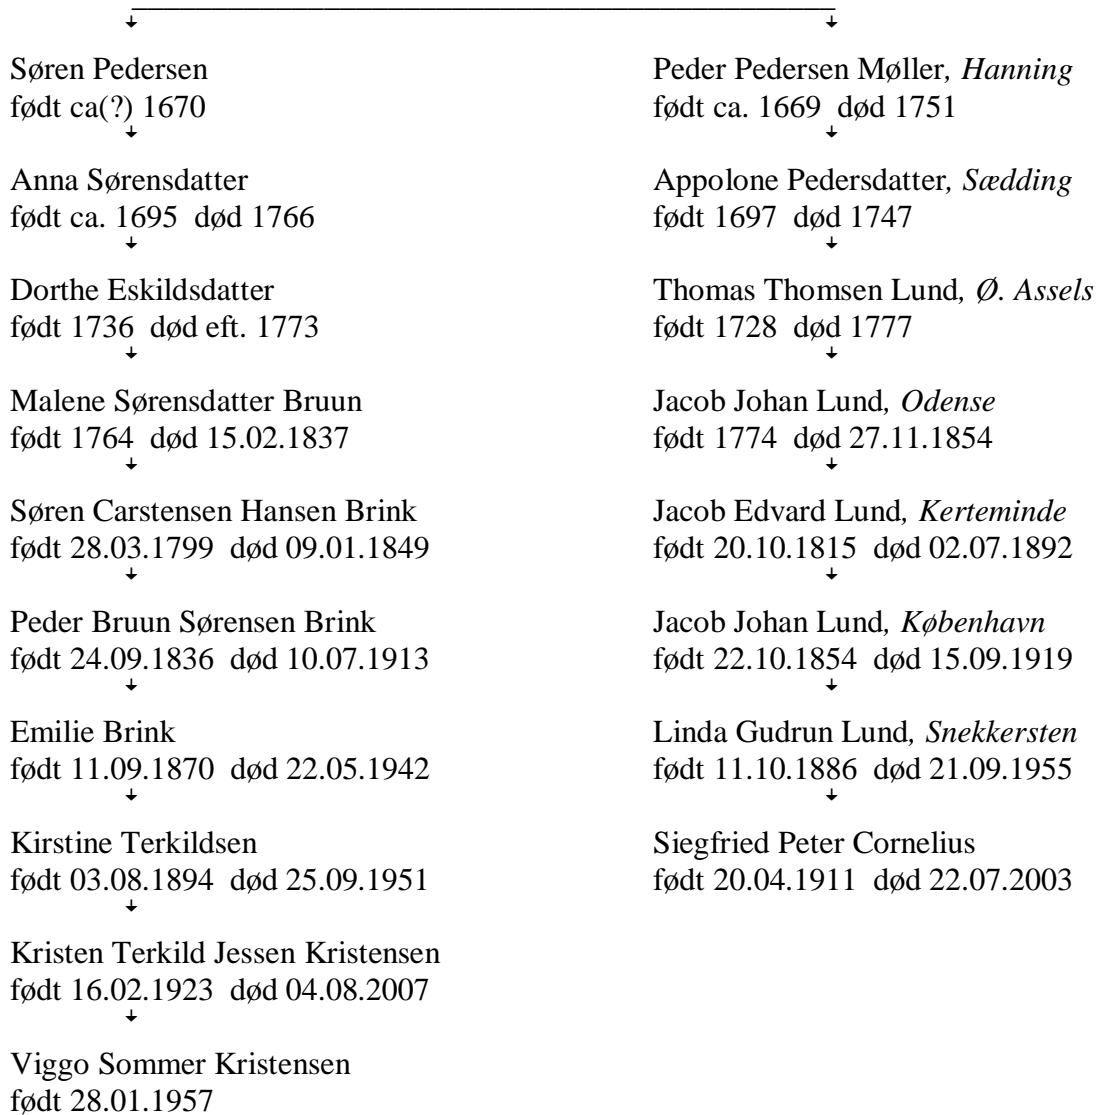 Søren Pedersen
født ca(?) 1670
Anna Sørensdatter
født ca. 1695 død 1766
Dorthe Eskildsdatter
født 1736 død eft. 1773
Malene Sørensdatter Bruun
født 1764 død 15.02.1837
Søren Carstensen Hansen Brink
født 28.03.1799 død 09.01.1849
Peder Bruun Sørensen Brink
født 24.09.1836 død 10.07.1913
Emilie Brink
født 11.09.1870 død 22.05.1942
Kirstine Terkildsen
født 03.08.1894 død 25.09.1951
Kristen Terkild Jessen Kristensen
født 16.02.1923 død 04.08.2007
Viggo Sommer Kristensen
født 28.01.1957
Peder Pedersen Møller, Hanning
født ca. 1669 død 1751
Appolone Pedersdatter, Sædding
født 1697 død 1747
Thomas Thomsen Lund, Ø. Assels
født 1728 død 1777
Jacob Johan Lund, Odense
født 1774 død 27.11.1854
Jacob Edvard Lund, Kerteminde
født 20.10.1815 død 02.07.1892
Jacob Johan Lund, København
født 22.10.1854 død 15.09.1919
Linda Gudrun Lund, Snekkersten
født 11.10.1886 død 21.09.1955
Siegfried Peter Cornelius
født 20.04.1911 død 22.07.2003